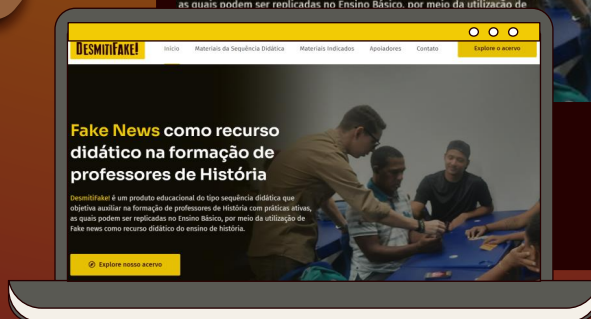 as quais podem ser replicadas no Ensino Básico, por meio da utilização de
DESMITIFAKE!
Início Materiais da Sequência Didática Materiais Indicados Apoiadores Contato Explore o acervo
Fake News como recurso
didático na formação de
professores de História
Desmitifake! é um produto educacional do tipo sequência didática que
objetiva auxiliar na formação de professores de História com práticas ativas,
as quais podem ser replicadas no Ensino Básico, por meio da utilização de
Fake news como recurso didático do ensino de história.
Explore nosso acervo